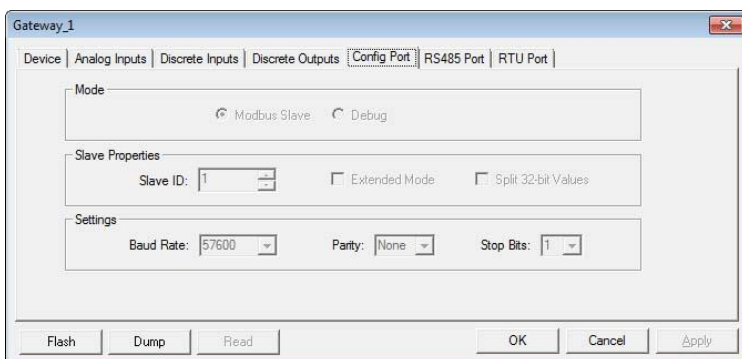 Gateway_1
Device Analog Inputs Discrete Inputs Discrete Outputs Config Port RS485 Port RTU Port
Mode
Modbus Slave Debug
Slave Properties
Slave ID: 1 Extended Mode Split 32-bit Values
Settings
Baud Rate: 57600 Parity: None Stop Bits: 1
Flash Dump Read OK Cancel Apply